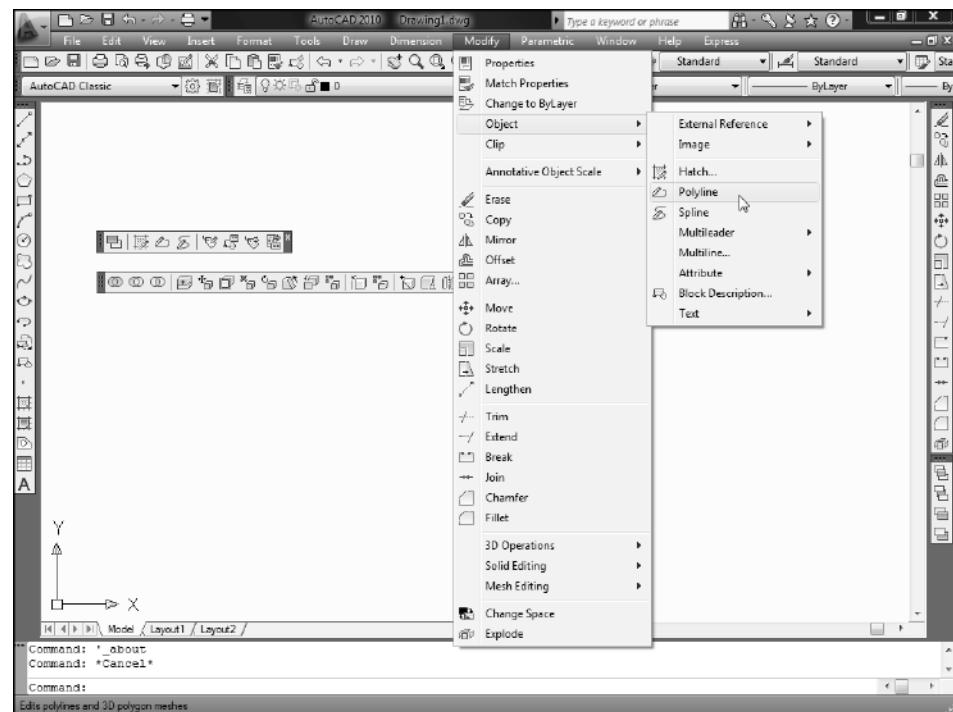 AutoCAD 2010 Drawing1.dwg
Type a keyword or phrase
File Edit View Insert Format Tools Draw Dimension Modify Parametric Window Help Express
Standard
Standard
Sta
AutoCAD Classic
0
ByLayer
By
Properties
Match Properties
Change to ByLayer
Object
Clip
Annotative Object Scale
Erase
Copy
Mirror
Offset
Array...
Move
Rotate
Scale
Stretch
Lengthen
Trim
Extend
Break
Join
Chamfer
Fillet
3D Operations
Solid Editing
Mesh Editing
Change Space
Explode
External Reference
Image
Hatch...
Polyline
Spline
Multileader
Multiline...
Attribute
Block Description...
Text
A
Y
X
Model Layout1 Layout2
Command: '_about
Command: *Cancel*
Command:
Edits polylines and 3D polygon meshes